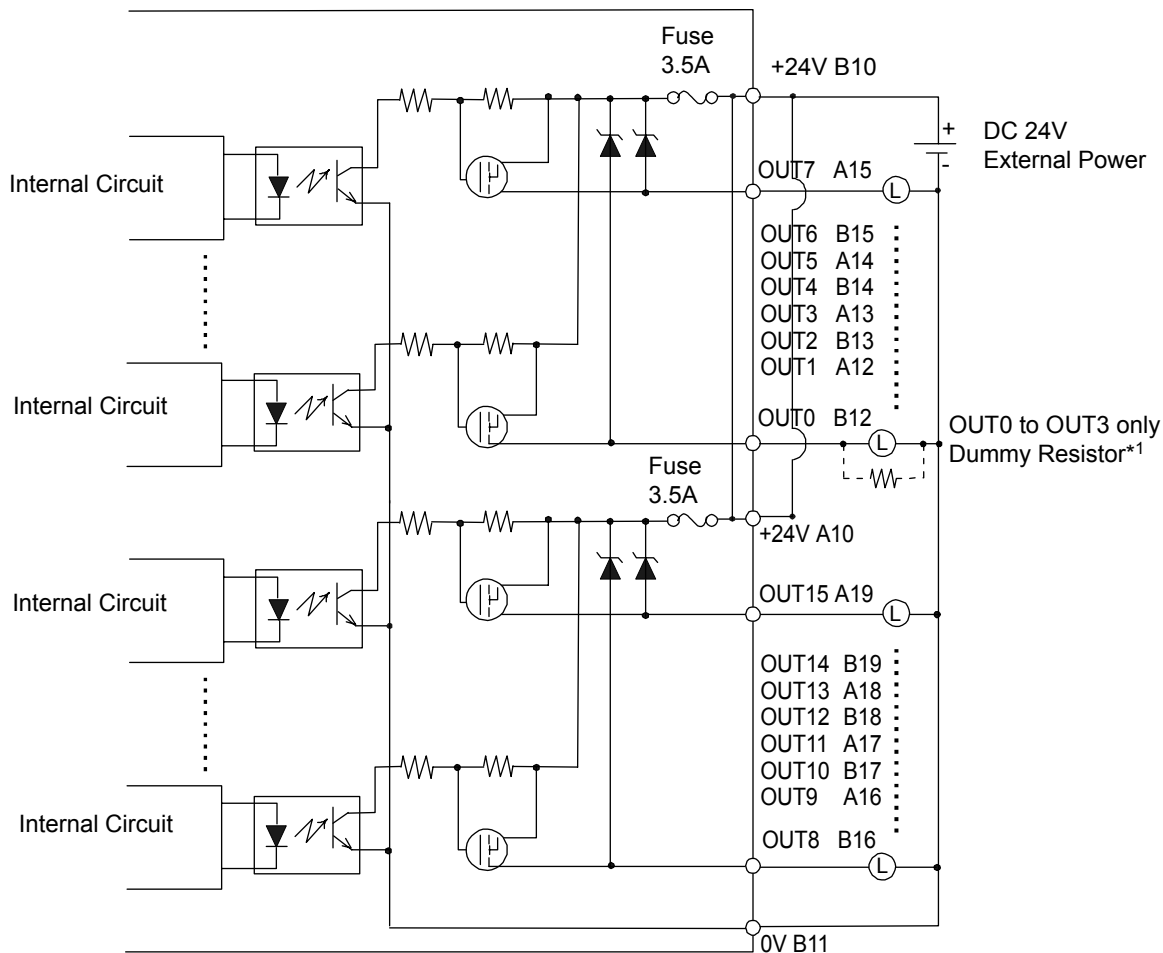 Fuse
3.5A
+24V B10
+
-
DC 24V
External Power
Internal Circuit
OUT7 A15
L
OUT6 B15
OUT5 A14
OUT4 B14
OUT3 A13
OUT2 B13
OUT1 A12
Internal Circuit
OUT0 B12
L
OUT0 to OUT3 only
Dummy Resistor*1
Fuse
3.5A
+24V A10
Internal Circuit
OUT15 A19
L
OUT14 B19
OUT13 A18
OUT12 B18
OUT11 A17
OUT10 B17
OUT9 A16
Internal Circuit
OUT8 B16
L
0V B11